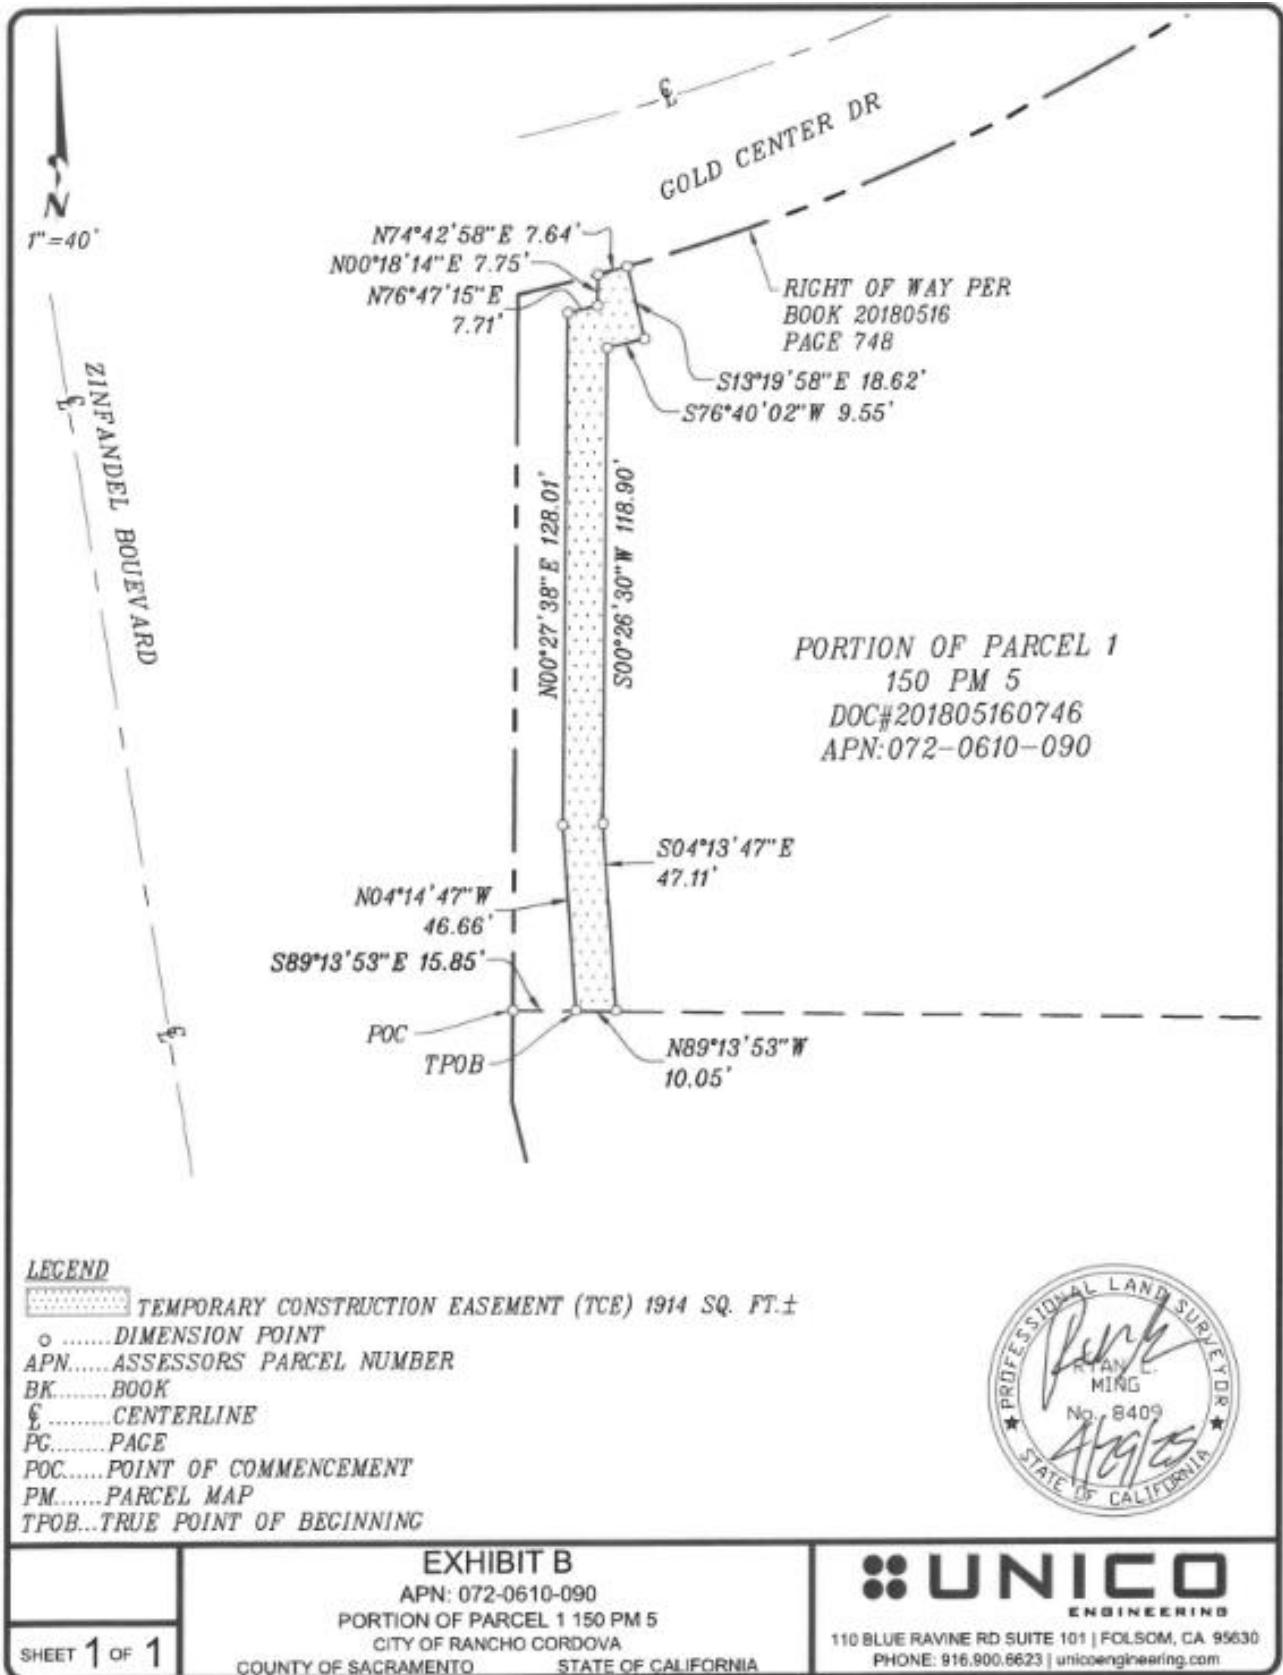 GOLD CENTER DR
N
1"=40'
N74°42'58"E 7.64'
N00°18'14"E 7.75'
N76°47'15"E
7.71'
RIGHT OF WAY PER
BOOK 20180516
PAGE 748
S13°19'58"E 18.62'
S76°40'02"W 9.55'
ZINFANDEL BOUEVARD
N00°27'38"E 128.01'
S00°26'30"W 118.90'
PORTION OF PARCEL 1
150 PM 5
DOC#201805160746
APN:072-0610-090
S04°13'47"E
47.11'
N04°14'47"W
46.66'
S89°13'53"E 15.85'
POC
TPOB
N89°13'53"W
10.05'
LEGEND
TEMPORARY CONSTRUCTION EASEMENT (TCE) 1914 SQ. FT.±
o .......DIMENSION POINT
APN......ASSESSORS PARCEL NUMBER
BK........BOOK
℄ .........CENTERLINE
PG........PAGE
POC......POINT OF COMMENCEMENT
PM.......PARCEL MAP
TPOB...TRUE POINT OF BEGINNING
PROFESSIONAL LAND SURVEYOR
RYAN L.
MING
No. 8409
4/29/25
STATE OF CALIFORNIA
EXHIBIT B
APN: 072-0610-090
PORTION OF PARCEL 1 150 PM 5
CITY OF RANCHO CORDOVA
COUNTY OF SACRAMENTO STATE OF CALIFORNIA
SHEET 1 OF 1
UNICO
ENGINEERING
110 BLUE RAVINE RD SUITE 101 | FOLSOM, CA 95630
PHONE: 916.900.6623 | unicoengineering.com